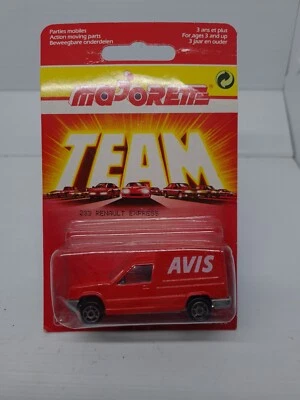 Parties mobiles
Action moving parts
Beweegbare onderdelen
3 ans et plus
For ages 3 and up
3 jaar en ouder
majorette
TEAM
RENAULT EXPRESS
AVIS